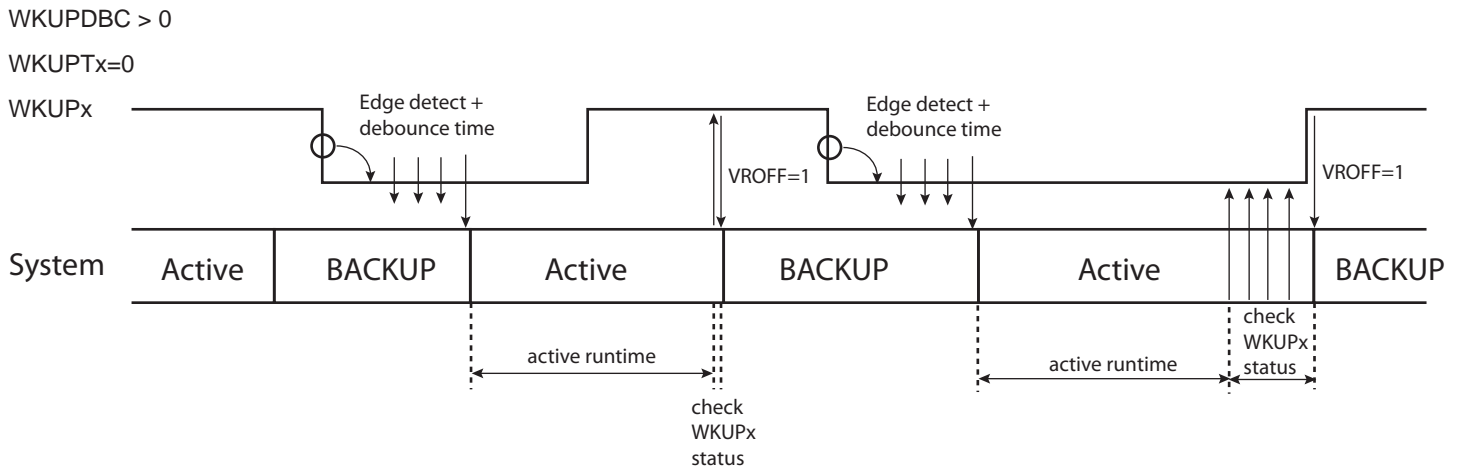 WKUPDBC > 0
WKUPTx=0
WKUPx
Edge detect +
debounce time
VROFF=1
Edge detect +
debounce time
VROFF=1
System
Active
BACKUP
Active
BACKUP
Active
BACKUP
active runtime
check
WKUPx
status
active runtime
check
WKUPx
status